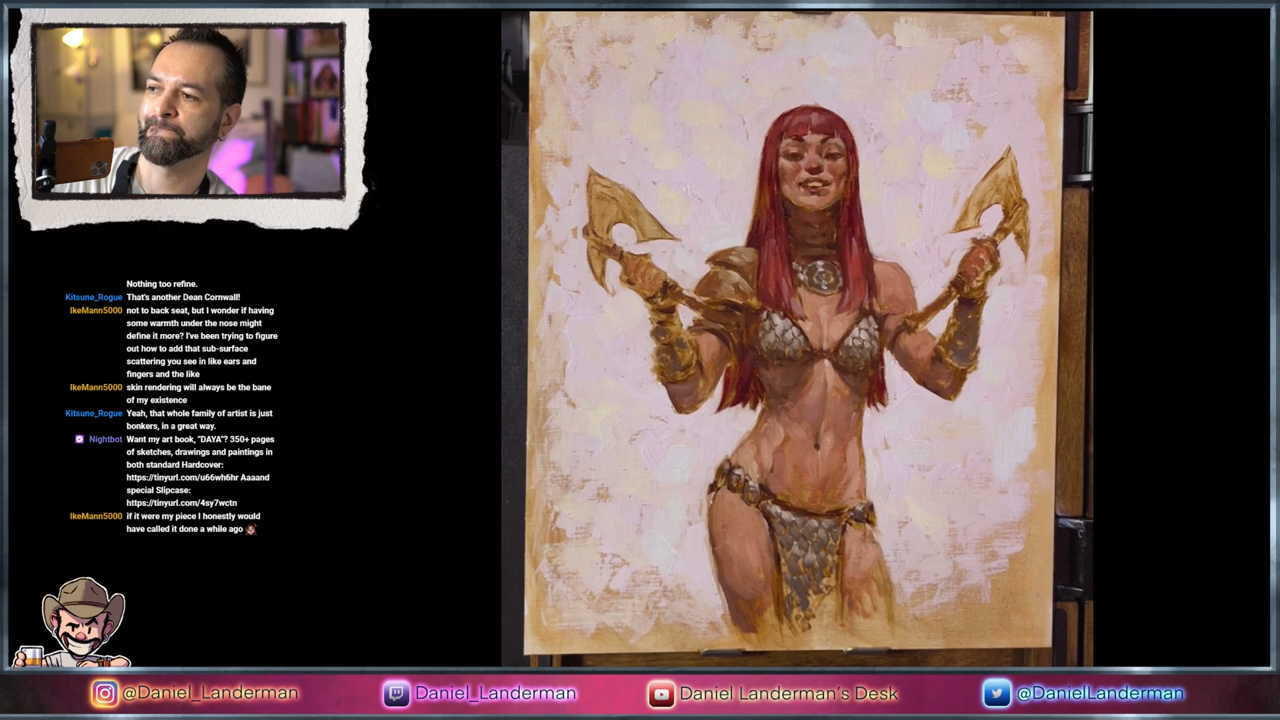 Nothing too refine.
Kitsune_Rogue That's another Dean Cornwall!
IkeMann5000 not to back seat, but I wonder if having
some warmth under the nose might
define it more? I've been trying to figure
out how to add that sub-surface
scattering you see in like ears and
fingers and the like
IkeMann5000 skin rendering will always be the bane
of my existence
Kitsune_Rogue Yeah, that whole family of artist is just
bonkers, in a great way.
Nightbot Want my art book, "DAYA"? 350+ pages
of sketches, drawings and paintings in
both standard Hardcover:
https://tinyurl.com/u66wh6hr Aaaand
special Slipcase:
https://tinyurl.com/4sy7wctn
IkeMann5000 if it were my piece I honestly would
have called it done a while ago
@Daniel_Landerman
Daniel_Landerman
Daniel Landerman's Desk
@DanielLanderman